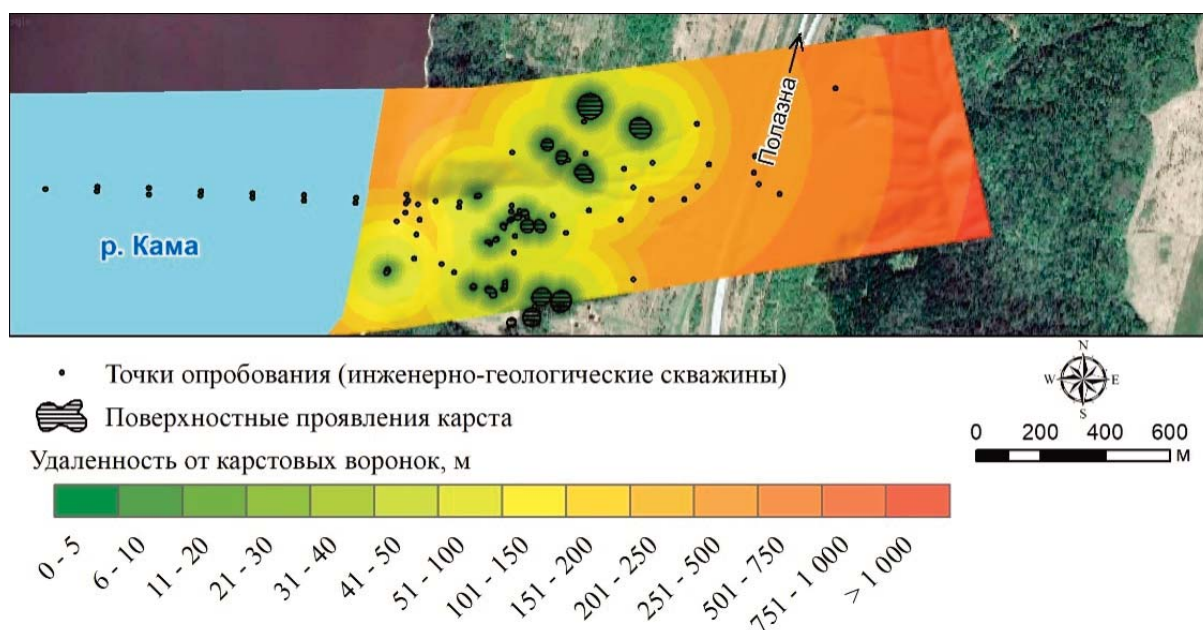 Полазна
р. Кама
Точки опробования (инженерно-геологические скважины)
Поверхностные проявления карста
Удаленность от карстовых воронок, м
0 - 5
6 - 10
11 - 20
21 - 30
31 - 40
41 - 50
51 - 100
101 - 150
151 - 200
201 - 250
251 - 500
501 - 750
751 - 1 000
> 1 000
N
W E
S
0 200 400 600
М